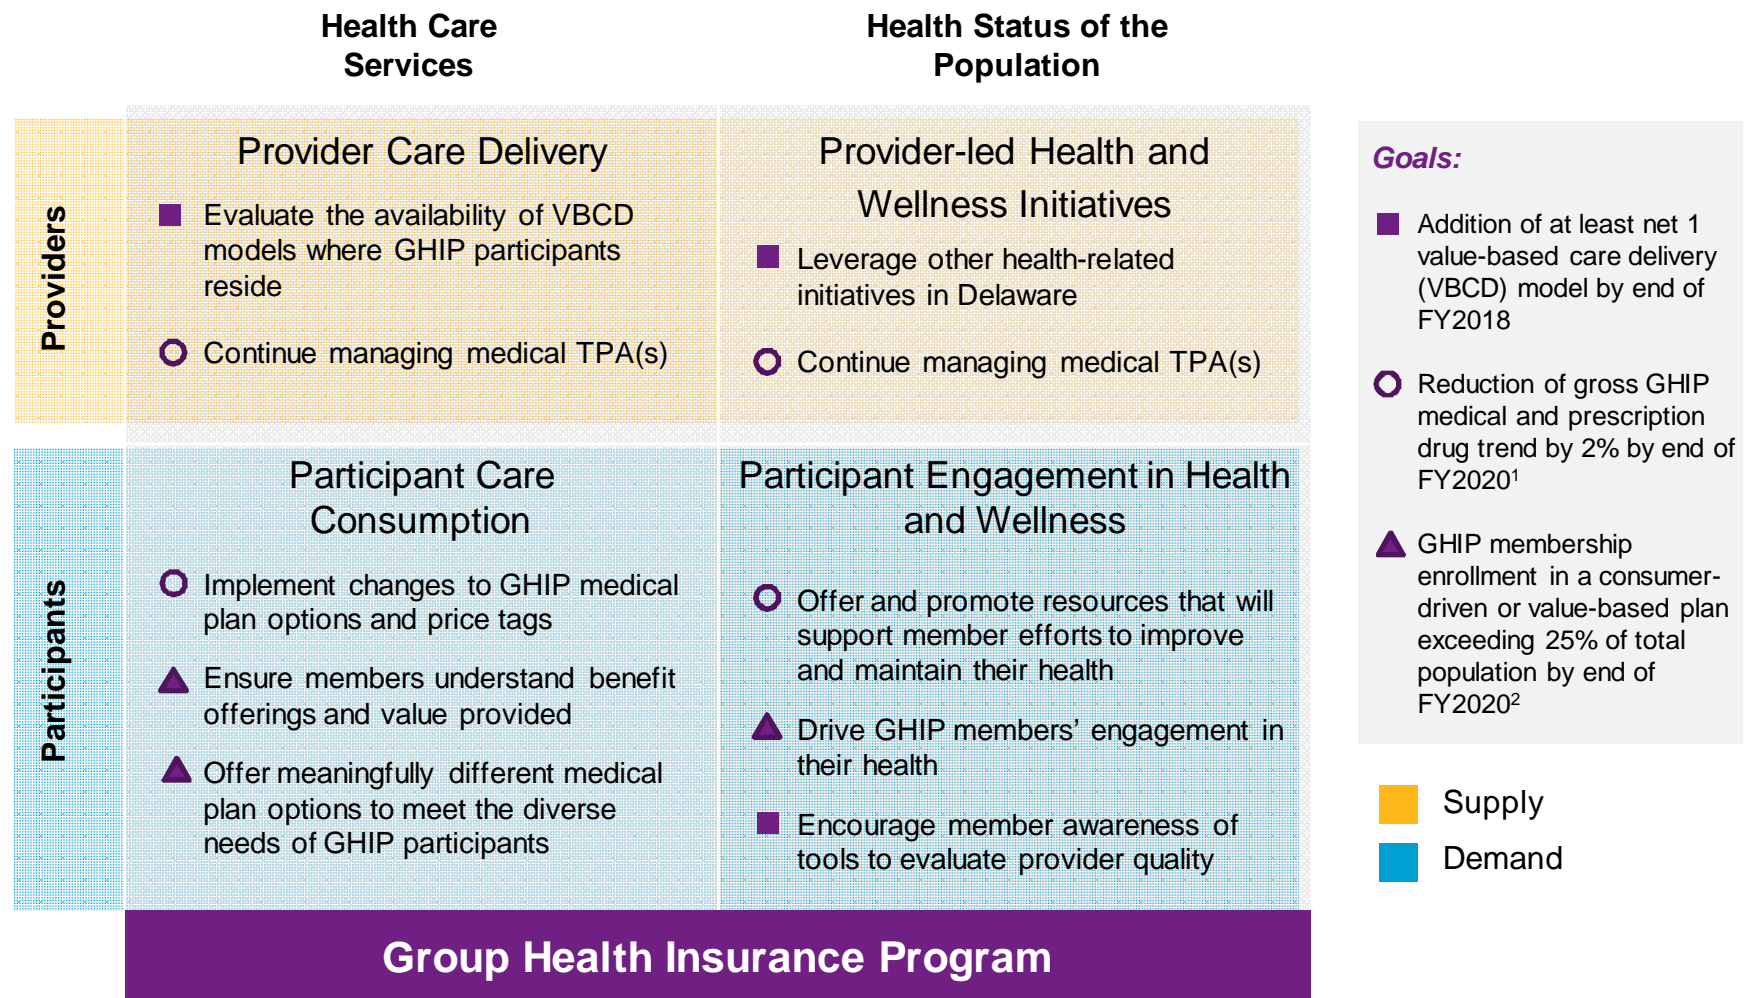 Health Care
Services
Health Status of the
Population
Providers
Provider Care Delivery
Evaluate the availability of VBCD
models where GHIP participants
reside
Continue managing medical TPA(s)
Provider-led Health and
Wellness Initiatives
Leverage other health-related
initiatives in Delaware
Continue managing medical TPA(s)
Participants
Participant Care
Consumption
Implement changes to GHIP medical
plan options and price tags
Ensure members understand benefit
offerings and value provided
Offer meaningfully different medical
plan options to meet the diverse
needs of GHIP participants
Participant Engagement in Health
and Wellness
Offer and promote resources that will
support member efforts to improve
and maintain their health
Drive GHIP members’ engagement in
their health
Encourage member awareness of
tools to evaluate provider quality
Group Health Insurance Program
Goals:
Addition of at least net 1
value-based care delivery
(VBCD) model by end of
FY2018
Reduction of gross GHIP
medical and prescription
drug trend by 2% by end of
FY2020¹
GHIP membership
enrollment in a consumer-
driven or value-based plan
exceeding 25% of total
population by end of
FY2020²
Supply
Demand